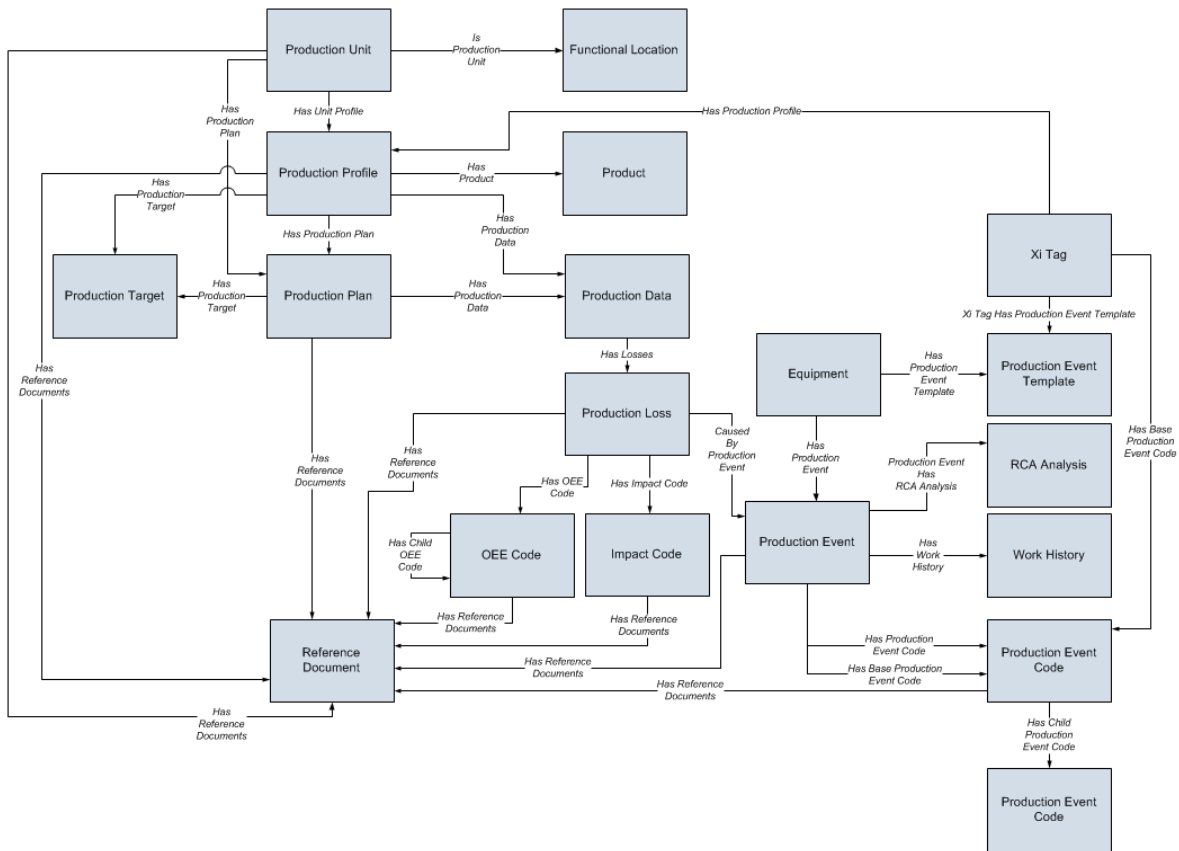 Production Unit
Is
Production
Unit
Functional Location
Has
Production
Plan
Has Unit Profile
Has Production Profile
Production Profile
Has
Product
Product
Has
Production
Target
Has
Production
Data
Has Production Plan
Xi Tag
Production Target
Has
Production
Target
Production Plan
Has
Production
Data
Production Data
Xi Tag Has Production Event Template
Has Losses
Has
Reference
Documents
Equipment
Has
Production
Event
Template
Production Event
Template
Production Loss
Has
Reference
Documents
Has
Reference
Documents
Caused
By
Production
Event
Has
Production
Event
Production Event
Has
RCA Analysis
RCA Analysis
Has Base
Production
Event Code
Has OEE
Code
Has Impact Code
Has Child
OEE
Code
OEE Code
Impact Code
Production Event
Has
Work
History
Work History
Has Reference
Documents
Has Reference
Documents
Reference
Document
Has Reference
Documents
Has Production
Event Code
Has Base Production
Event Code
Production Event
Code
Has Reference
Documents
Has
Reference
Documents
Has Child
Production
Event Code
Production Event
Code